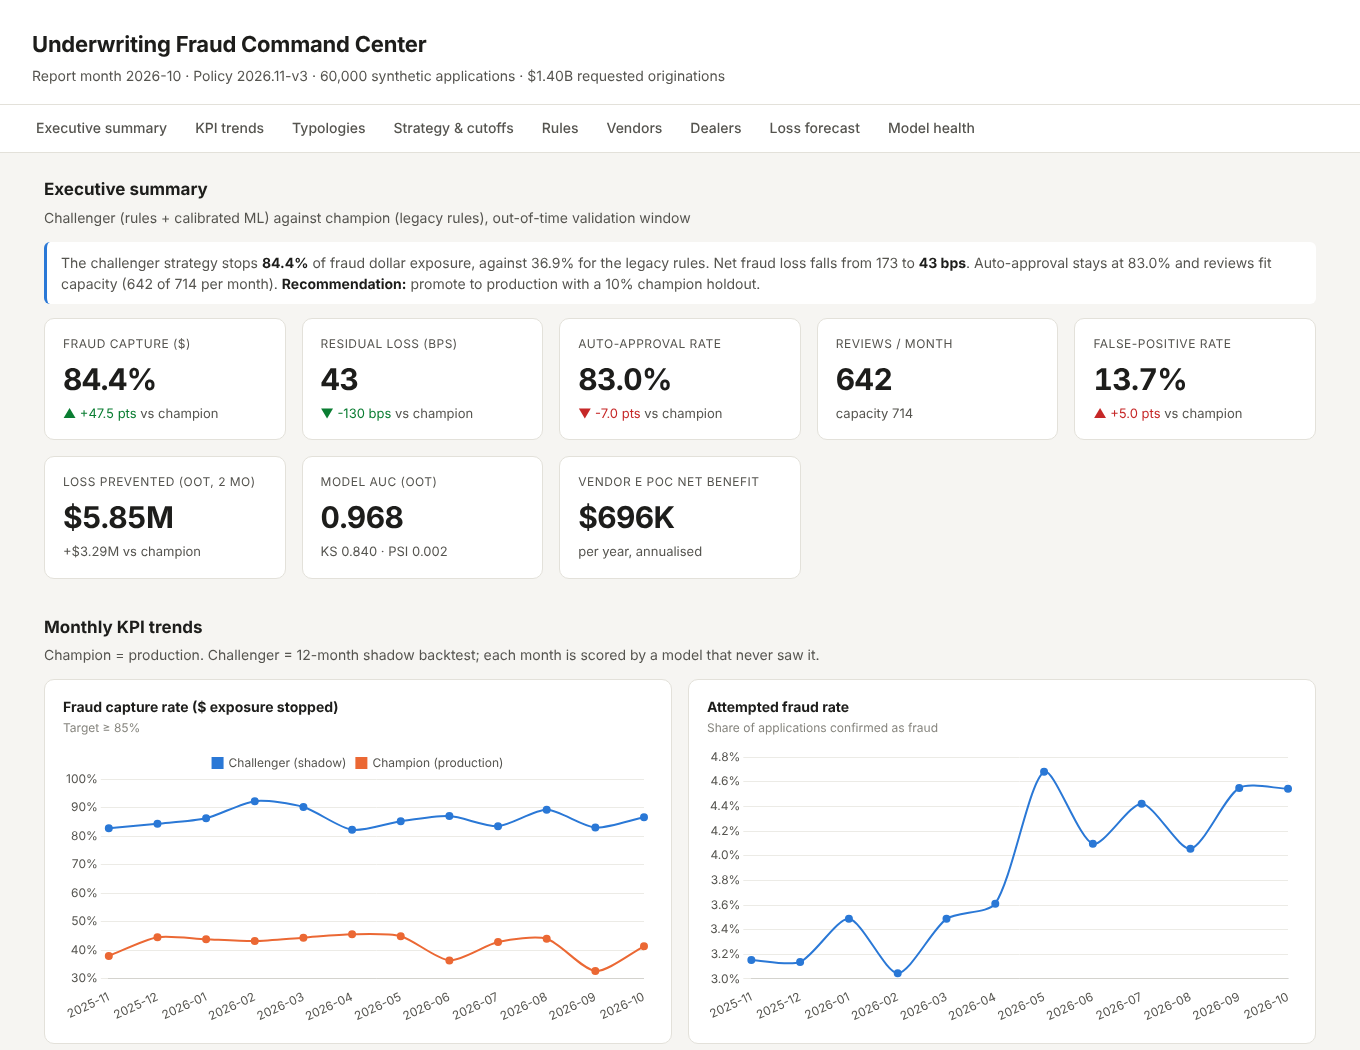 Underwriting Fraud Command Center
Report month 2026-10 · Policy 2026.11-v3 · 60,000 synthetic applications · $1.40B requested originations
Executive summary KPI trends Typologies Strategy & cutoffs Rules Vendors Dealers Loss forecast Model health
Executive summary
Challenger (rules + calibrated ML) against champion (legacy rules), out-of-time validation window
The challenger strategy stops 84.4% of fraud dollar exposure, against 36.9% for the legacy rules. Net fraud loss falls from 173 to 43 bps. Auto-approval stays at 83.0% and reviews fit
capacity (642 of 714 per month). Recommendation: promote to production with a 10% champion holdout.
FRAUD CAPTURE ($)
84.4%
▲ +47.5 pts vs champion
RESIDUAL LOSS (BPS)
43
▼ -130 bps vs champion
AUTO-APPROVAL RATE
83.0%
▼ -7.0 pts vs champion
REVIEWS / MONTH
642
capacity 714
FALSE-POSITIVE RATE
13.7%
▲ +5.0 pts vs champion
LOSS PREVENTED (OOT, 2 MO)
$5.85M
+$3.29M vs champion
MODEL AUC (OOT)
0.968
KS 0.840 · PSI 0.002
VENDOR E POC NET BENEFIT
$696K
per year, annualised
Monthly KPI trends
Champion = production. Challenger = 12-month shadow backtest; each month is scored by a model that never saw it.
Fraud capture rate ($ exposure stopped)
Target ≥ 85%
Challenger (shadow) Champion (production)
100%
90%
80%
70%
60%
50%
40%
30%
2025-11 2025-12 2026-01 2026-02 2026-03 2026-04 2026-05 2026-06 2026-07 2026-08 2026-09 2026-10
Attempted fraud rate
Share of applications confirmed as fraud
4.8%
4.6%
4.4%
4.2%
4.0%
3.8%
3.6%
3.4%
3.2%
3.0%
2025-11 2025-12 2026-01 2026-02 2026-03 2026-04 2026-05 2026-06 2026-07 2026-08 2026-09 2026-10